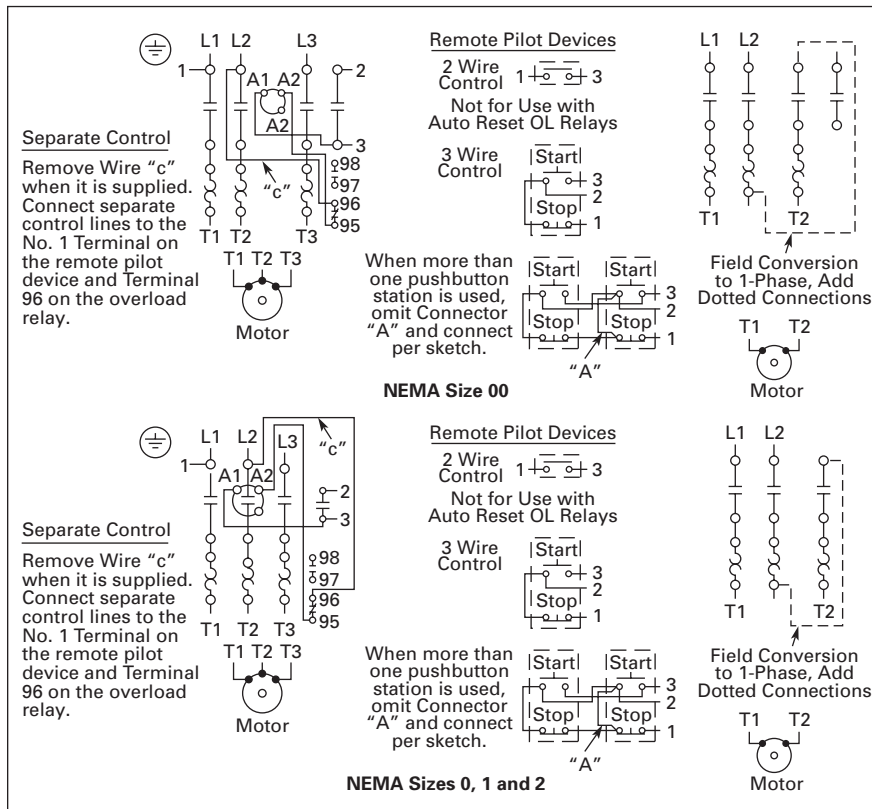 L1 L2 L3
1
2
A1 A2
A2
3
98
97
96
95
"c"
T1 T2 T3
T1 T2 T3
Motor
Separate Control
Remove Wire "c"
when it is supplied.
Connect separate
control lines to the
No. 1 Terminal on
the remote pilot
device and Terminal
96 on the overload
relay.
Remote Pilot Devices
2 Wire
Control
1 3
Not for Use with
Auto Reset OL Relays
3 Wire
Control
Start
3
2
Stop
1
When more than
one pushbutton
station is used,
omit Connector
"A" and connect
per sketch.
Start Start
3
2
Stop Stop
1
"A"
L1 L2
T1 T2
Field Conversion
to 1-Phase, Add
Dotted Connections
T1 T2
Motor
NEMA Size 00
L1 L2 L3
"c"
1
A1 A2
2
3
98
97
96
95
T1 T2 T3
T1 T2 T3
Motor
Separate Control
Remove Wire "c"
when it is supplied.
Connect separate
control lines to the
No. 1 Terminal on
the remote pilot
device and Terminal
96 on the overload
relay.
Remote Pilot Devices
2 Wire
Control
1 3
Not for Use with
Auto Reset OL Relays
3 Wire
Control
Start
3
2
Stop
1
When more than
one pushbutton
station is used,
omit Connector
"A" and connect
per sketch.
Start Start
3
2
Stop Stop
1
"A"
L1 L2
T1 T2
Field Conversion
to 1-Phase, Add
Dotted Connections
T1 T2
Motor
NEMA Sizes 0, 1 and 2